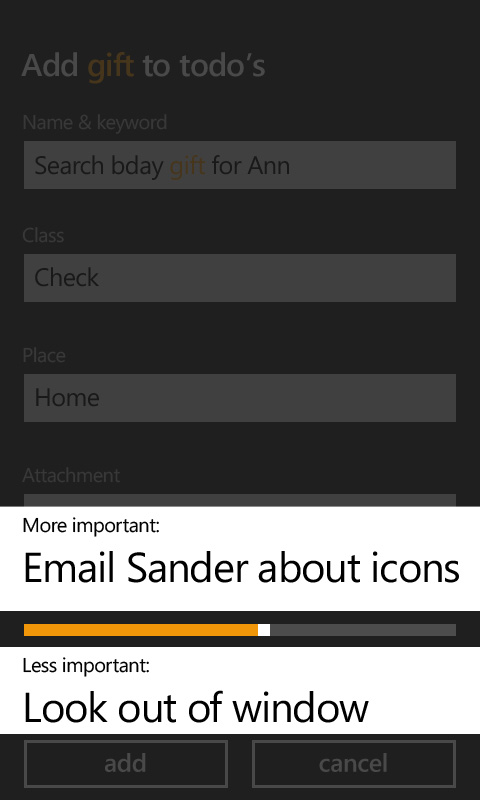 Add gift to todo's
Name & keyword
Search bday gift for Ann
Class
Check
Place
Home
Attachment
More important:
Email Sander about icons
Less important:
Look out of window
add
cancel